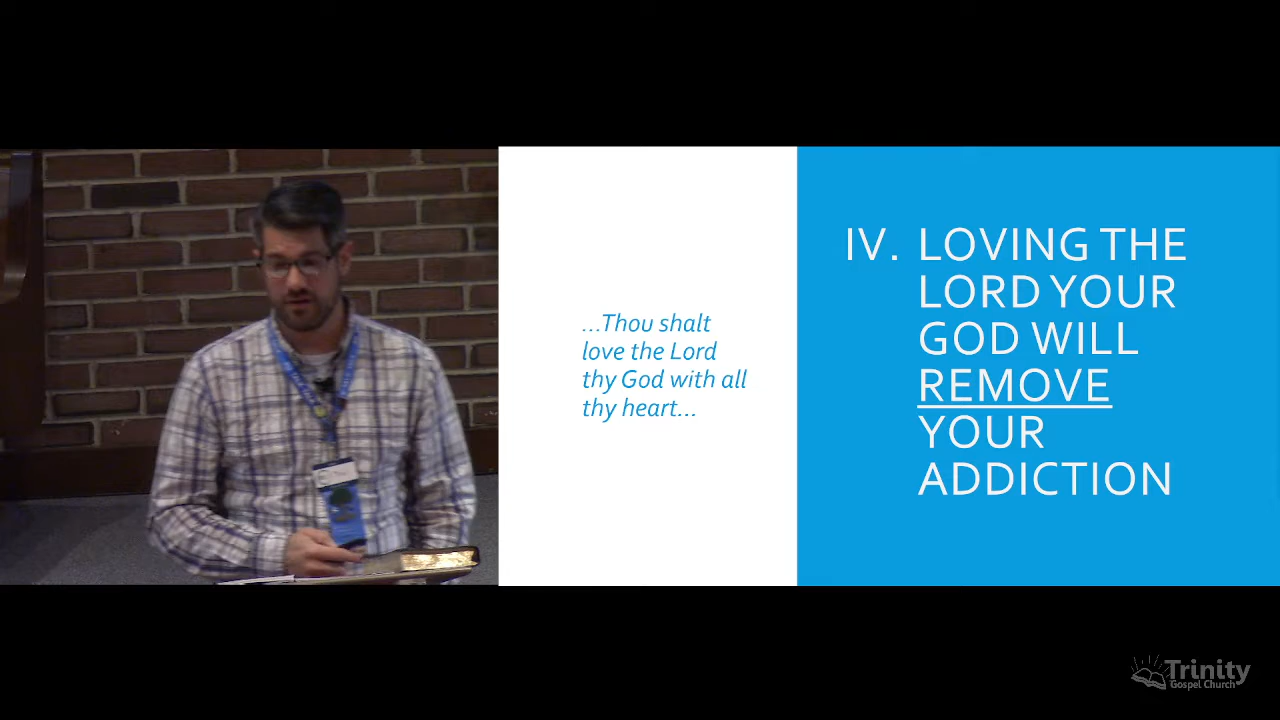 ...Thou shalt
love the Lord
thy God with all
thy heart...
IV. LOVING THE
LORD YOUR
GOD WILL
REMOVE
YOUR
ADDICTION
Trinity
Gospel Church